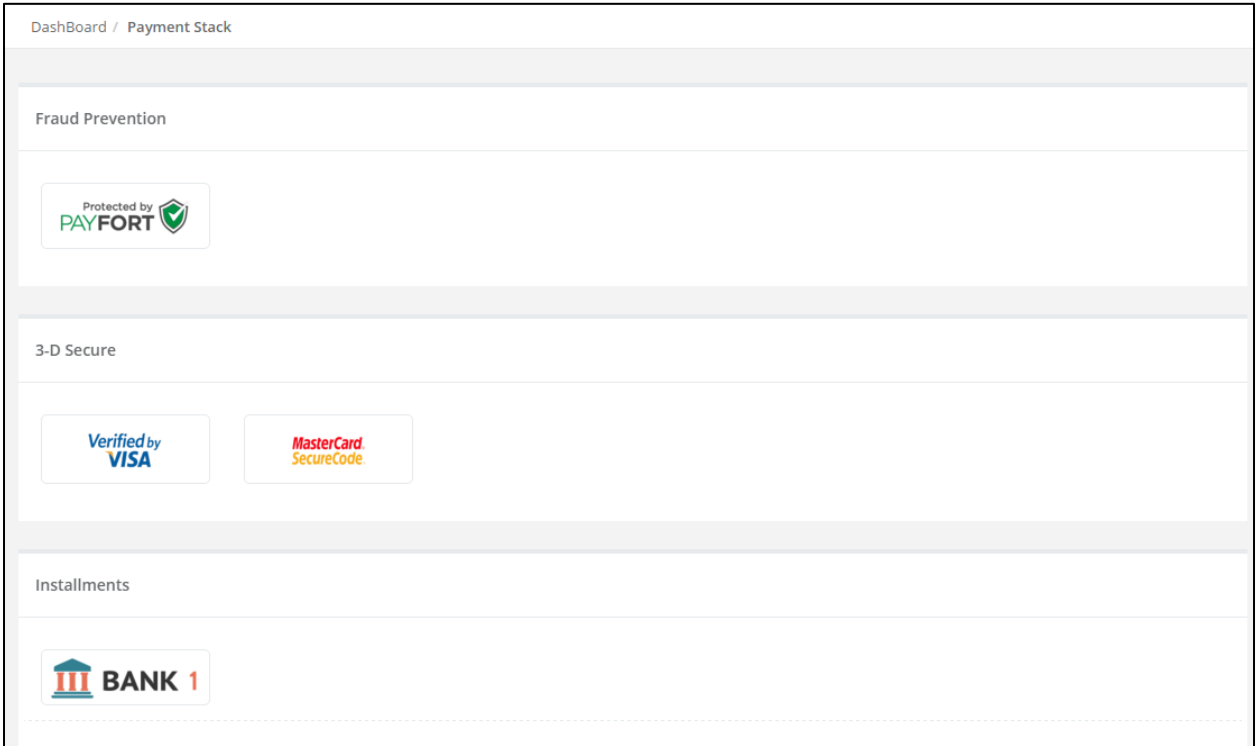 DashBoard / Payment Stack
Fraud Prevention
Protected by
PAYFORT
3-D Secure
Verified by
VISA
MasterCard.
SecureCode.
Installments
BANK 1